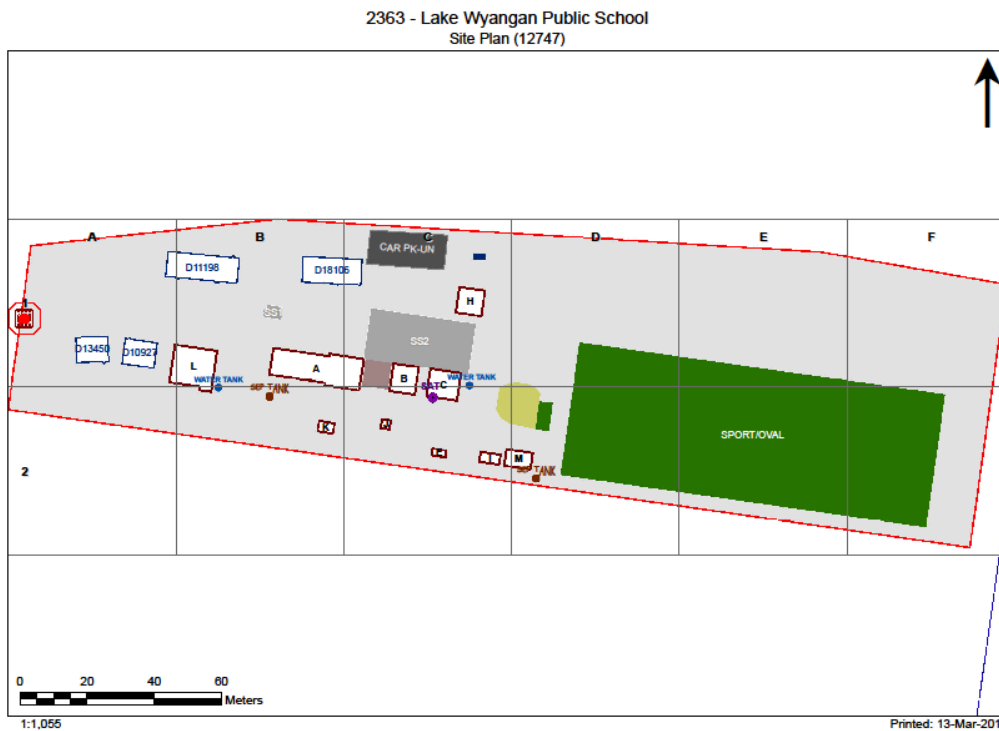 2363 - Lake Wyangan Public School
Site Plan (12747)
A B C D E F
CAR PK-UN
D11198
D18106
H
1
SS1
SS2
D13450
D10927
L
A
B
C
WATER TANK
SEP TANK
SAT
WATER TANK
K
J
E
I
M
SEP TANK
SPORT/OVAL
2
0 20 40 60
Meters
1:1,055
Printed: 13-Mar-201